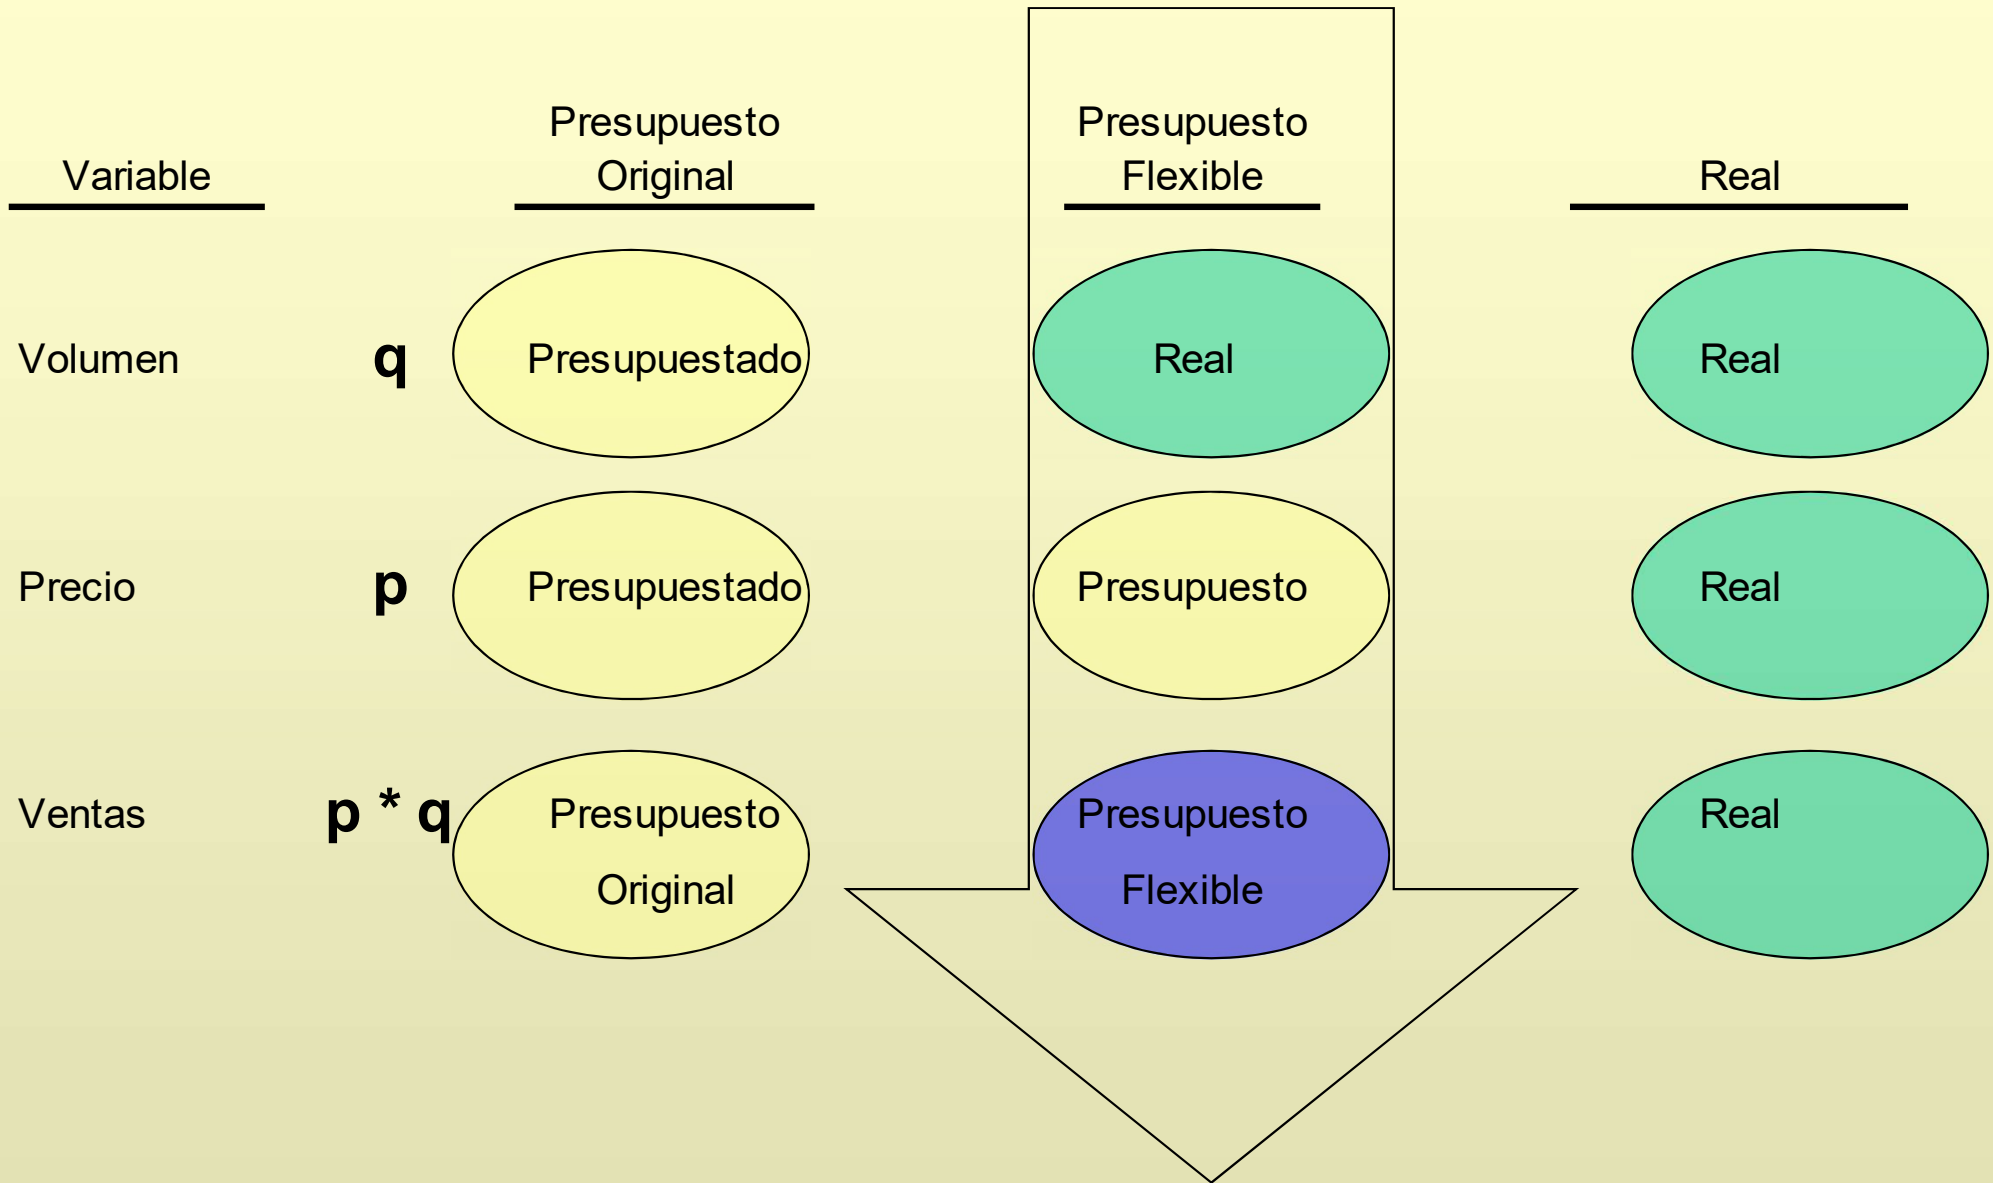 Presupuesto Presupuesto
Variable Original Flexible Real
Volumen q Presupuestado Real Real
Precio p Presupuestado Presupuesto Real
Ventas p * q Presupuesto Presupuesto Real
Original Flexible